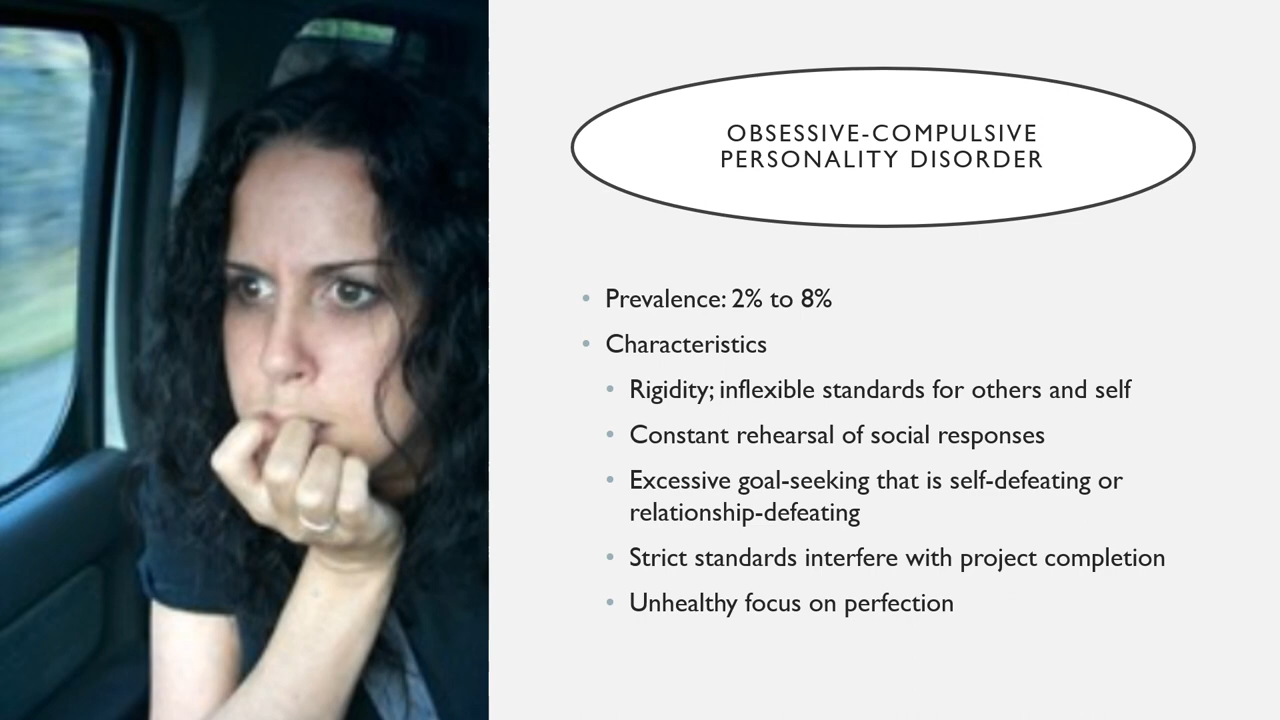 OBSESSIVE-COMPULSIVE
PERSONALITY DISORDER
• Prevalence: 2% to 8%
• Characteristics
• Rigidity; inflexible standards for others and self
• Constant rehearsal of social responses
• Excessive goal-seeking that is self-defeating or
relationship-defeating
• Strict standards interfere with project completion
• Unhealthy focus on perfection